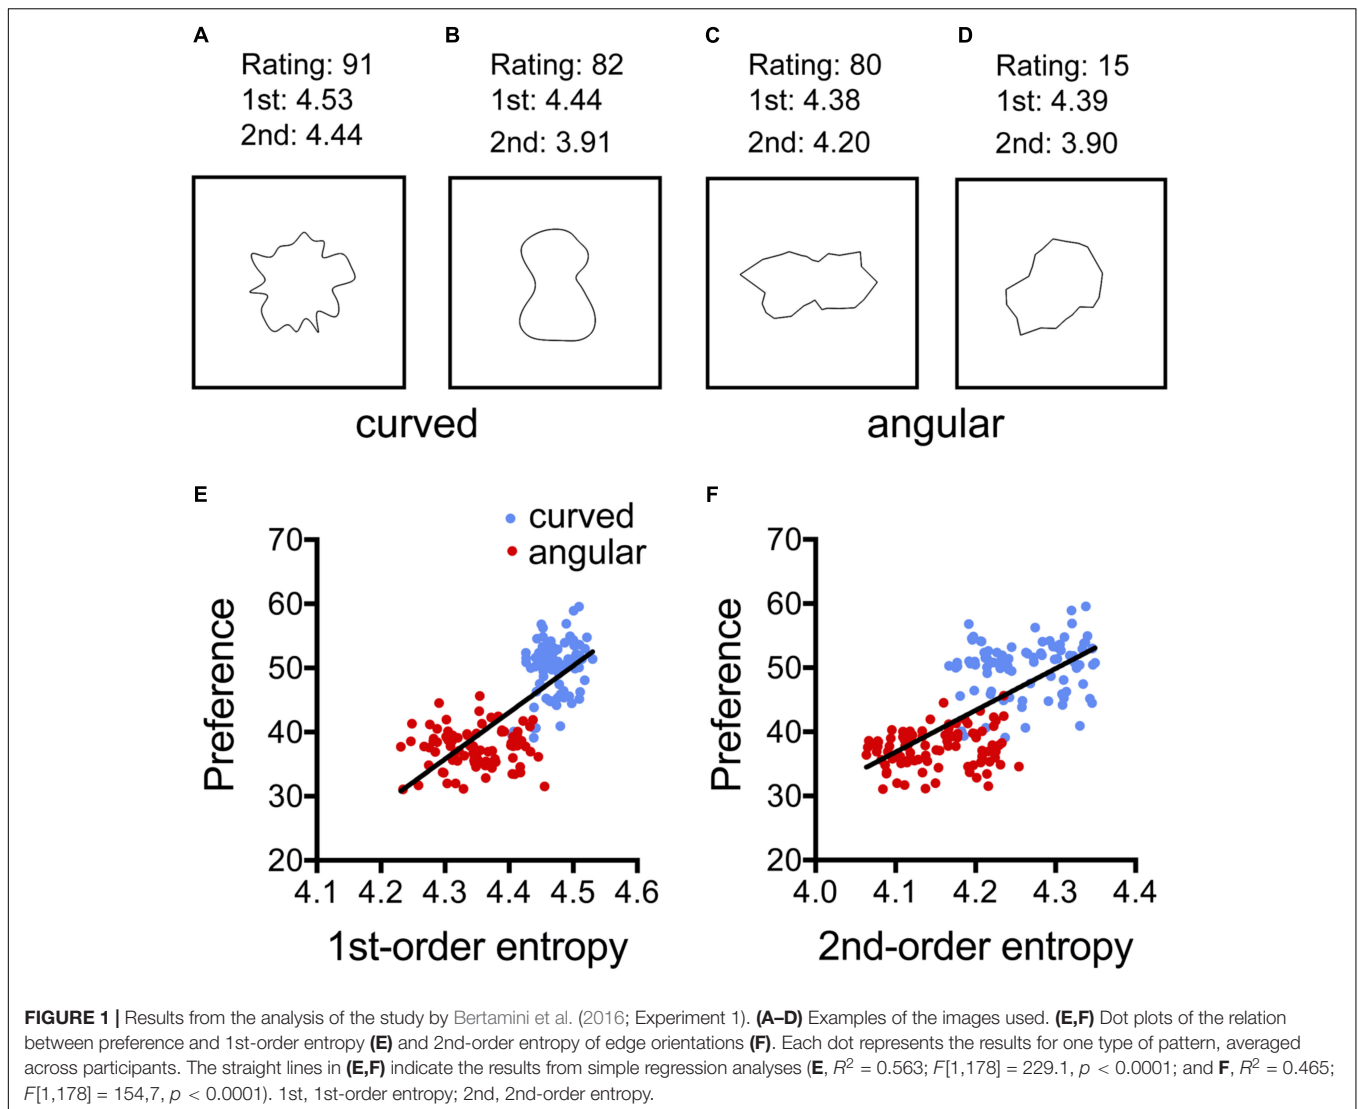 A
Rating: 91
1st: 4.53
2nd: 4.44
B
Rating: 82
1st: 4.44
2nd: 3.91
C
Rating: 80
1st: 4.38
2nd: 4.20
D
Rating: 15
1st: 4.39
2nd: 3.90
curved
angular
E
curved
angular
70
60
50
40
30
20
Preference
4.1 4.2 4.3 4.4 4.5 4.6
1st-order entropy
F
70
60
50
40
30
20
Preference
4.0 4.1 4.2 4.3 4.4
2nd-order entropy
FIGURE 1 | Results from the analysis of the study by Bertamini et al. (2016; Experiment 1). (A–D) Examples of the images used. (E,F) Dot plots of the relation
between preference and 1st-order entropy (E) and 2nd-order entropy of edge orientations (F). Each dot represents the results for one type of pattern, averaged
across participants. The straight lines in (E,F) indicate the results from simple regression analyses (E, R² = 0.563; F[1,178] = 229.1, p < 0.0001; and F, R² = 0.465;
F[1,178] = 154,7, p < 0.0001). 1st, 1st-order entropy; 2nd, 2nd-order entropy.